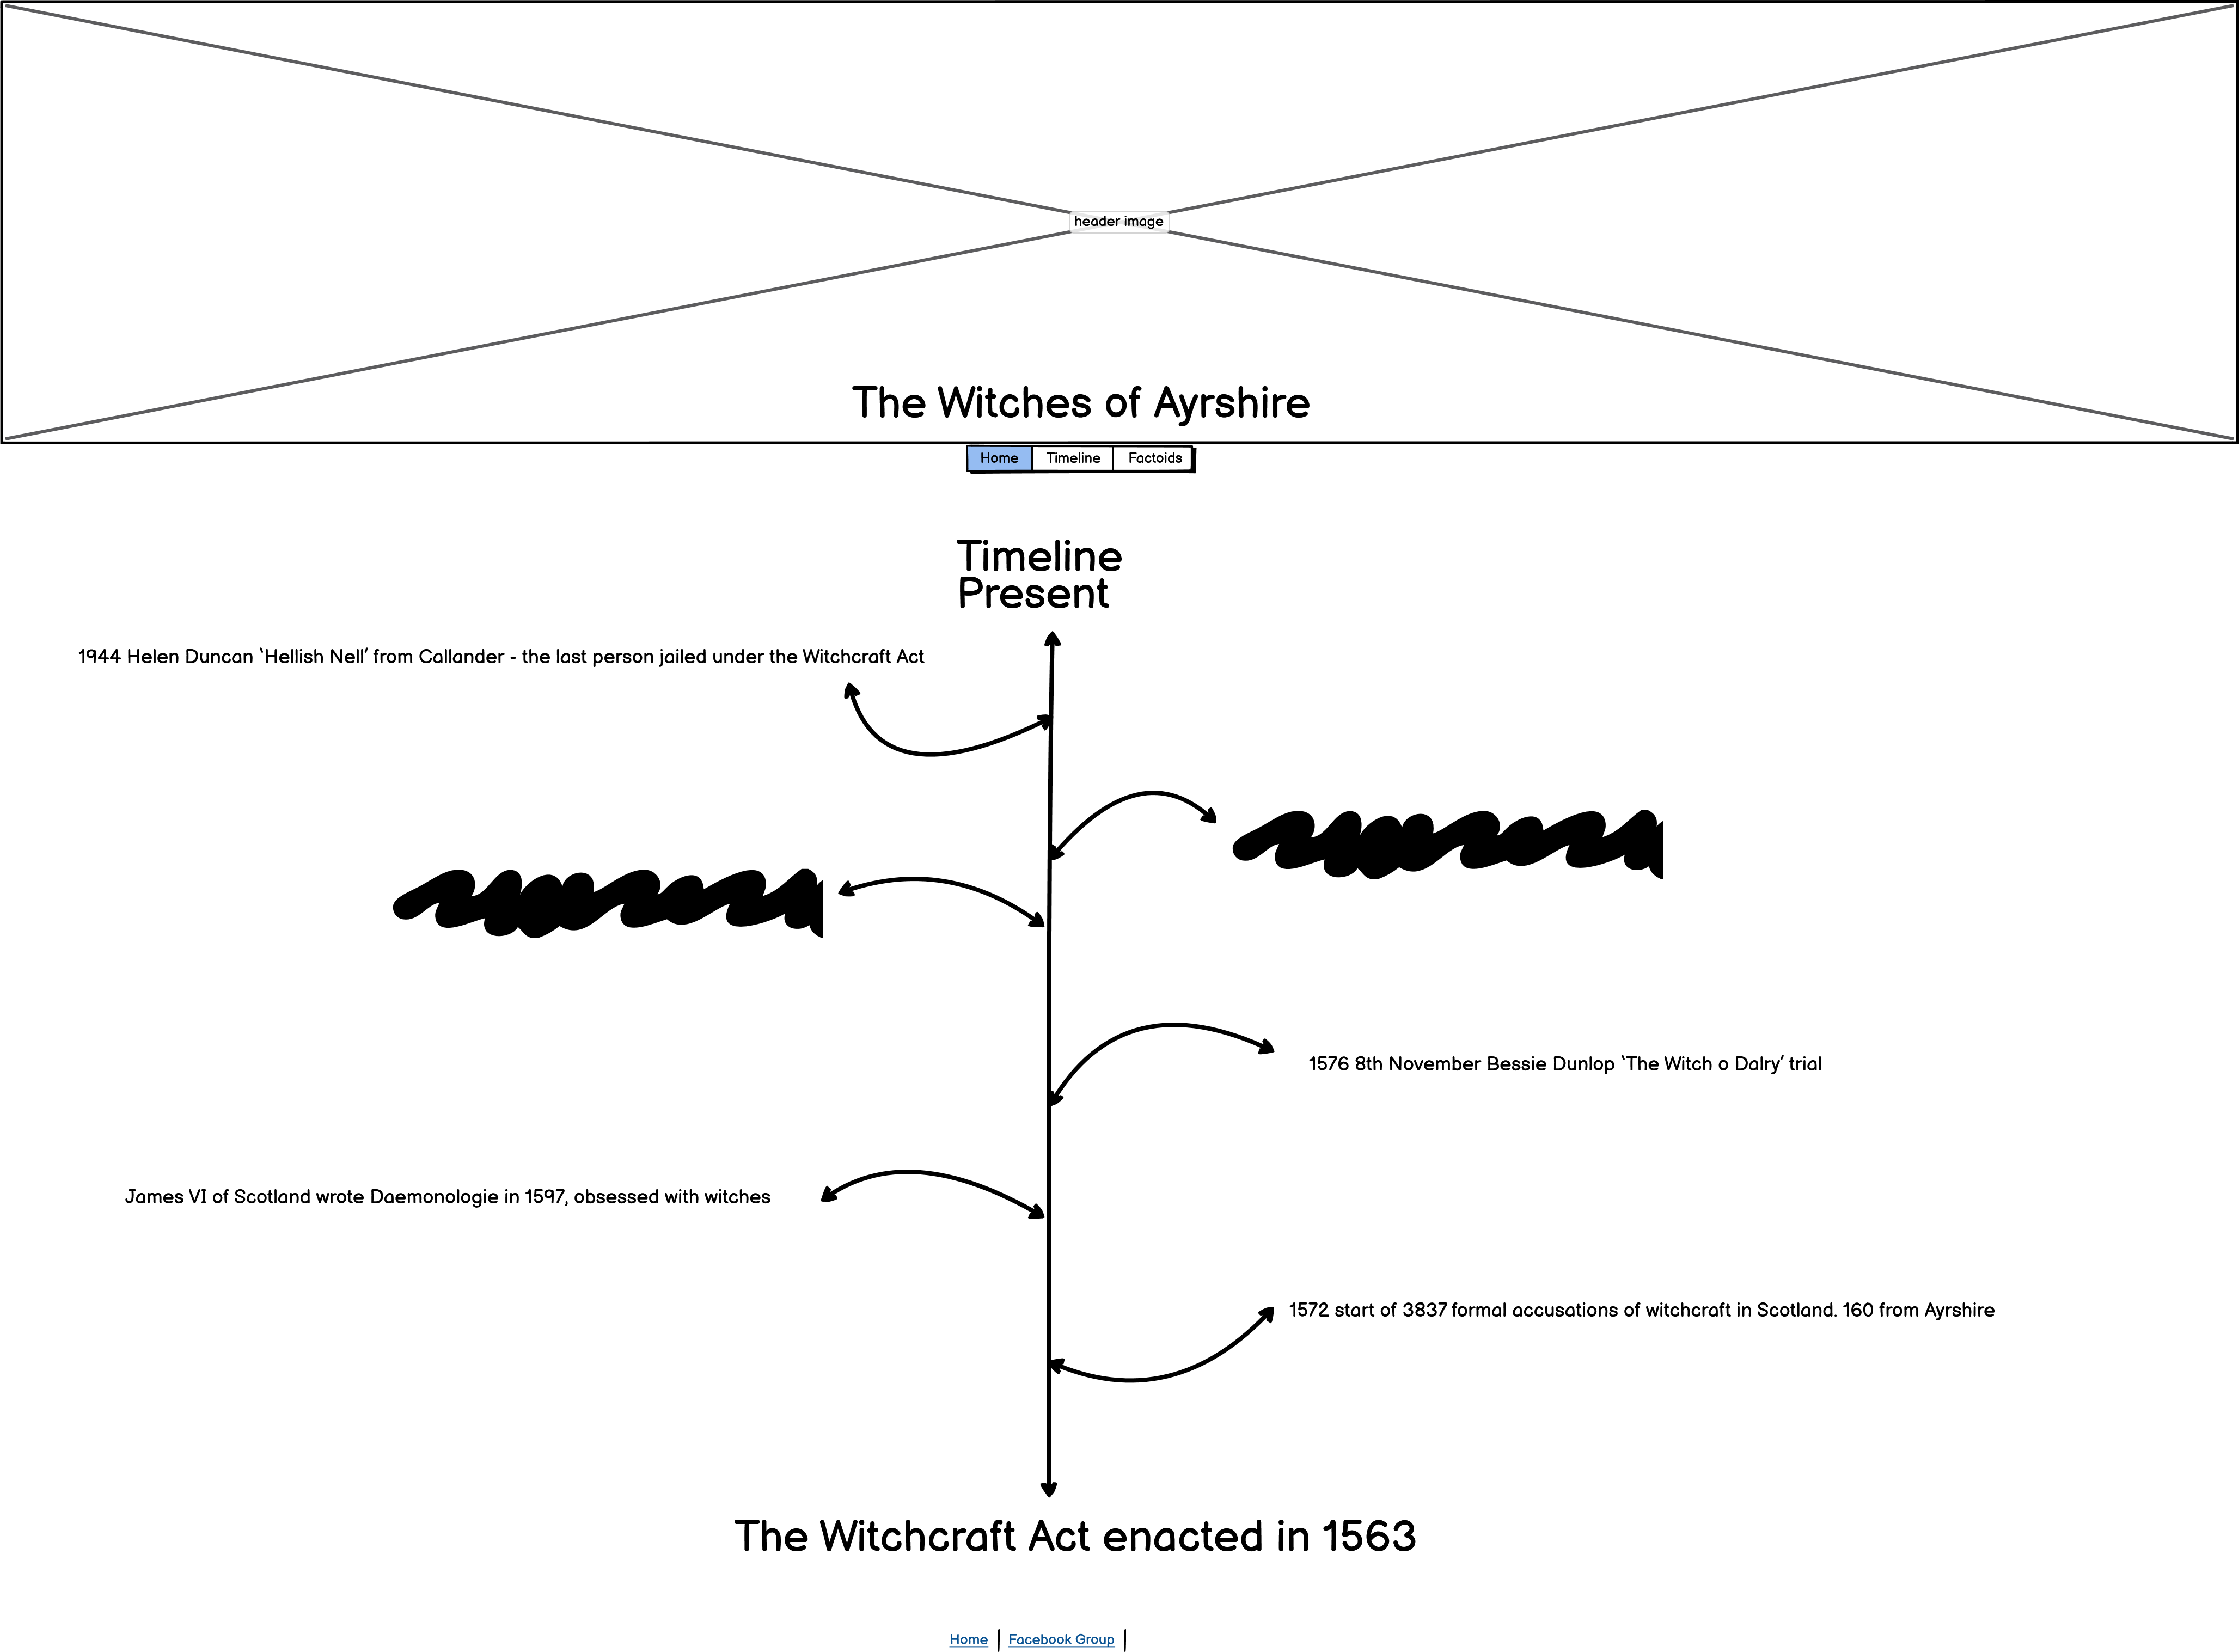 header image
The Witches of Ayrshire
Home Timeline Factoids
Timeline
Present
1944 Helen Duncan ‘Hellish Nell’ from Callander - the last person jailed under the Witchcraft Act
1576 8th November Bessie Dunlop ‘The Witch o Dalry’ trial
James VI of Scotland wrote Daemonologie in 1597, obsessed with witches
1572 start of 3837 formal accusations of witchcraft in Scotland. 160 from Ayrshire
The Witchcraft Act enacted in 1563
Home | Facebook Group |